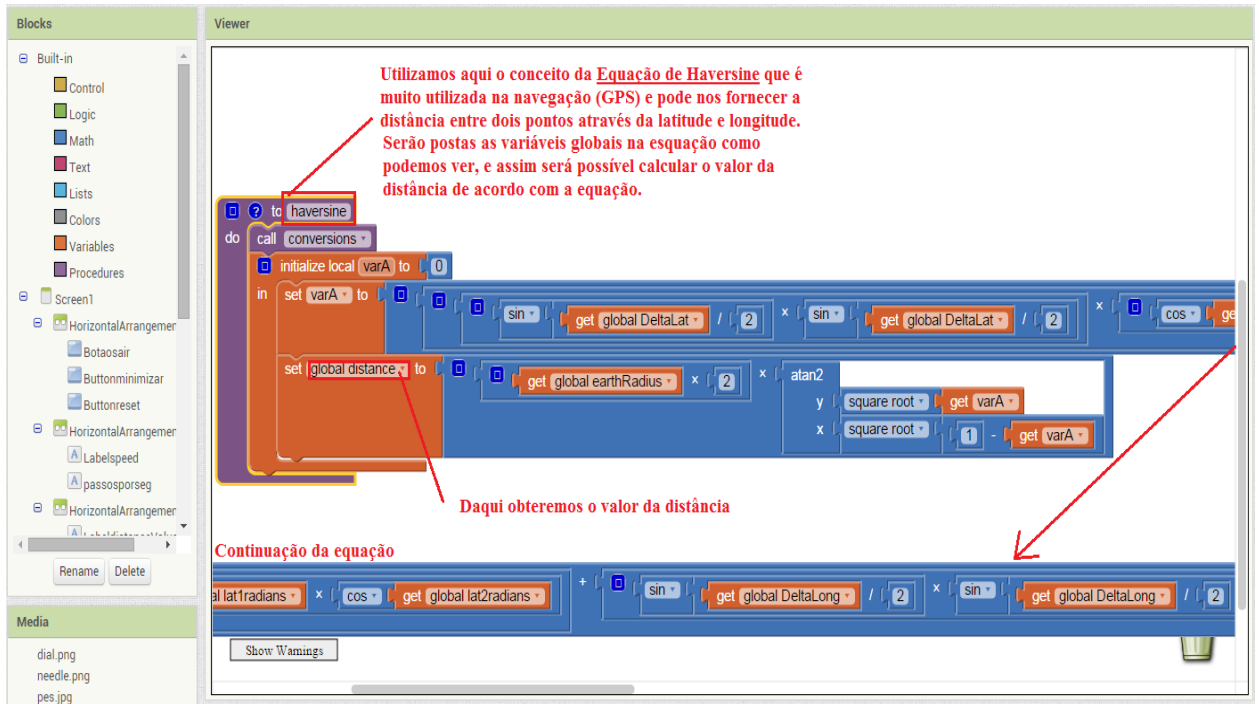 Blocks
Viewer
Built-in
Control
Logic
Math
Text
Lists
Colors
Variables
Procedures
Screen1
HorizontalArrangemen
Botaosair
Buttonminimizar
Buttonreset
HorizontalArrangemen
Labelspeed
passosporseg
HorizontalArrangemen
Rename Delete
Media
dial.png
needle.png
pes.jpg
Utilizamos aqui o conceito da Equação de Haversine que é
muito utilizada na navegação (GPS) e pode nos fornecer a
distância entre dois pontos através da latitude e longitude.
Serão postas as variáveis globais na esquação como
podemos ver, e assim será possível calcular o valor da
distância de acordo com a equação.
? to haversine
do call conversions
initialize local varA to 0
in set varA to sin get global DeltaLat / 2 × sin get global DeltaLat / 2 × cos ge
set global distance to get global earthRadius × 2 × atan2
y square root get varA
x square root 1 - get varA
Daqui obteremos o valor da distância
Continuação da equação
al lat1radians × cos get global lat2radians + sin get global DeltaLong / 2 × sin get global DeltaLong / 2
Show Warnings